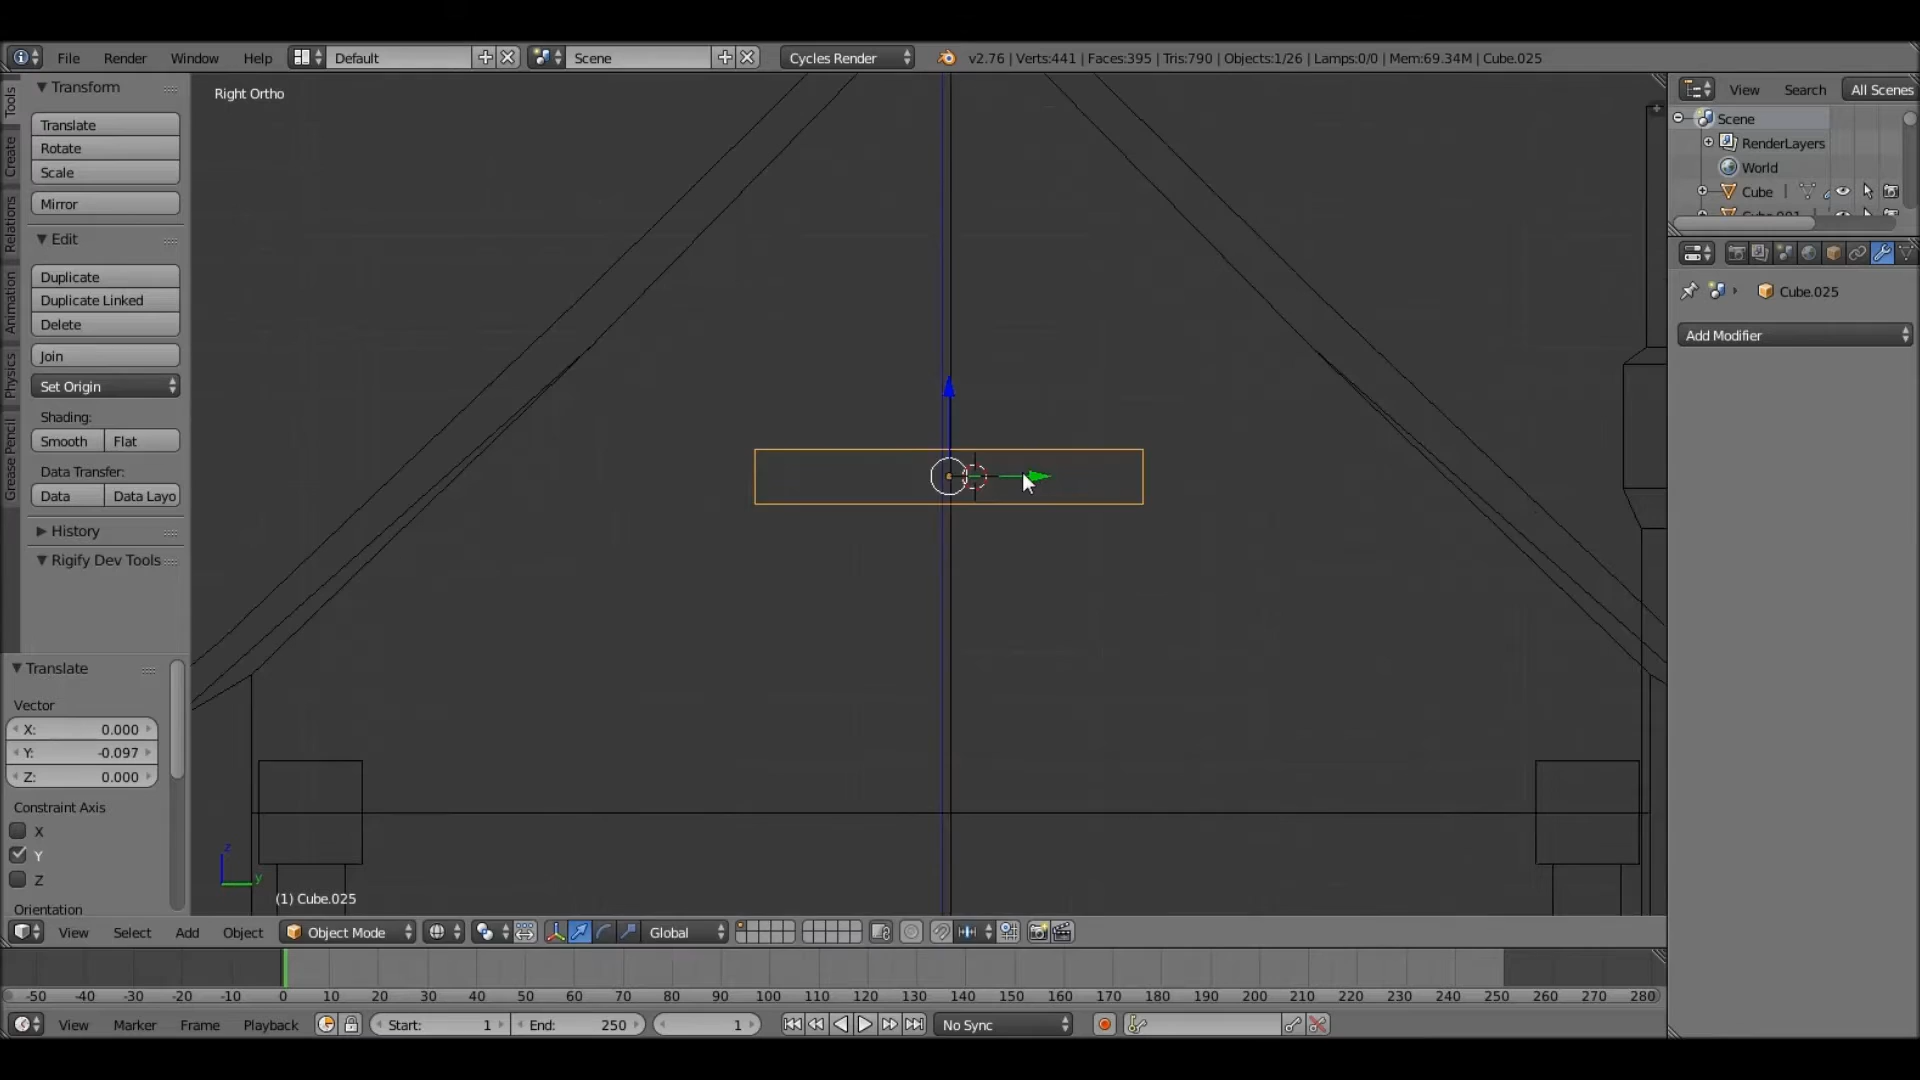 File Render Window Help Default Scene Cycles Render v2.76 | Verts:441 | Faces:395 | Tris:790 | Objects:1/26 | Lamps:0/0 | Mem:69.34M | Cube.025
Tools
Create
Relations
Animation
Physics
Grease Pencil
Transform
Translate
Rotate
Scale
Mirror
Edit
Duplicate
Duplicate Linked
Delete
Join
Set Origin
Shading:
Smooth Flat
Data Transfer:
Data Data Layo
History
Rigify Dev Tools
Translate
Vector
X: 0.000
Y: -0.097
Z: 0.000
Constraint Axis
X
Y
Z
Orientation
Right Ortho
z
y
(1) Cube.025
View Search All Scenes
Scene
RenderLayers
World
Cube
Cube.001
Cube.025
Add Modifier
View Select Add Object Object Mode Global
-50 -40 -30 -20 -10 0 10 20 30 40 50 60 70 80 90 100 110 120 130 140 150 160 170 180 190 200 210 220 230 240 250 260 270 280
View Marker Frame Playback Start: 1 End: 250 1 No Sync